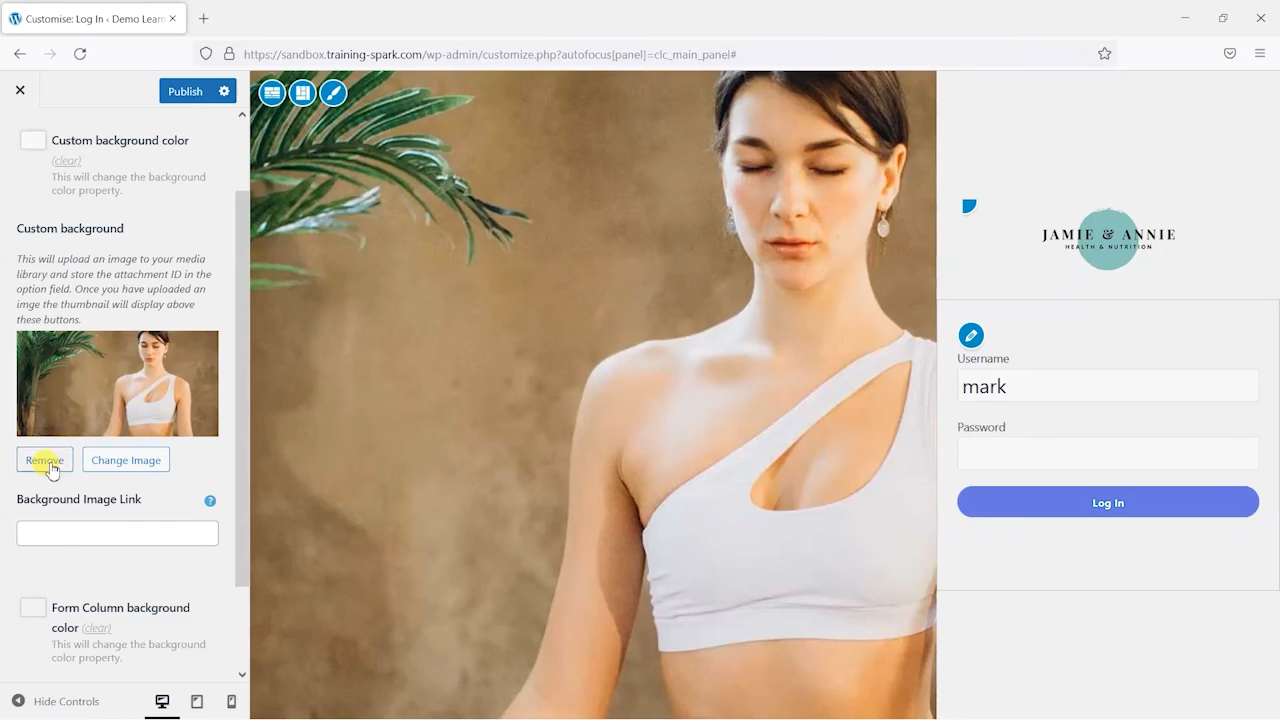 Customise: Log In ‹ Demo Learn
https://sandbox.training-spark.com/wp-admin/customize.php?autofocus[panel]=clc_main_panel#
Publish
Custom background color
(clear)
This will change the background
color property.
Custom background
This will upload an image to your media
library and store the attachment ID in the
option field. Once you have uploaded an
imge the thumbnail will display above
these buttons.
Remove
Change Image
Background Image Link
?
Form Column background
color (clear)
This will change the background
color property.
Hide Controls
JAMIE & ANNIE
HEALTH & NUTRITION
Username
mark
Password
Log In